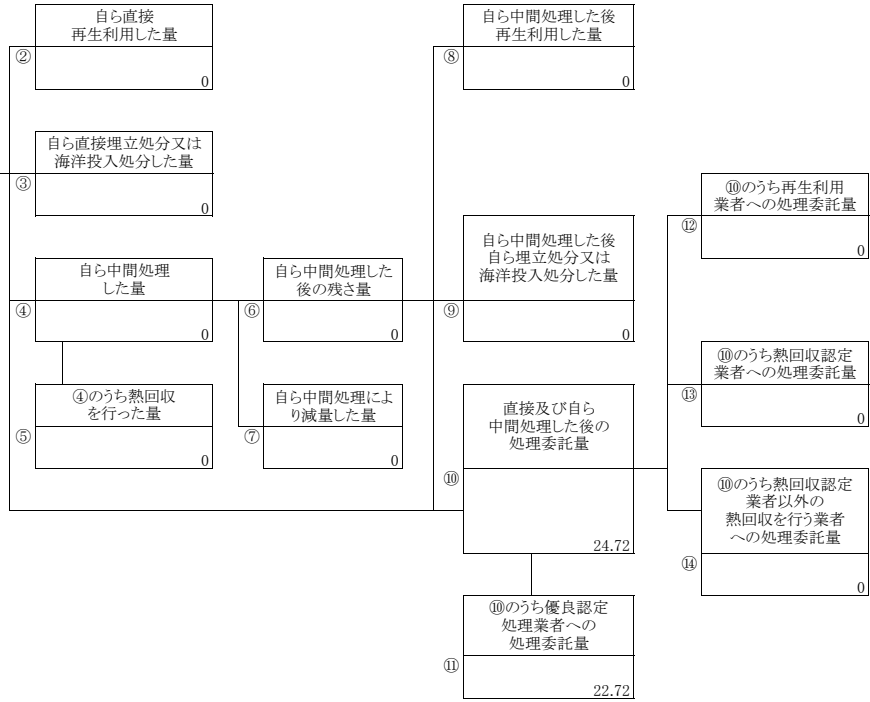 自ら直接
再生利用した量
②
0
自ら直接埋立処分又は
海洋投入処分した量
③
0
自ら中間処理
した量
④
0
④のうち熱回収
を行った量
⑤
0
自ら中間処理した
後の残さ量
⑥
0
自ら中間処理によ
り減量した量
⑦
0
自ら中間処理した後
再生利用した量
⑧
0
自ら中間処理した後
自ら埋立処分又は
海洋投入処分した量
⑨
0
直接及び自ら
中間処理した後の
処理委託量
⑩
24.72
⑩のうち優良認定
処理業者への
処理委託量
⑪
22.72
⑩のうち再生利用
業者への処理委託量
⑫
0
⑩のうち熱回収認定
業者への処理委託量
⑬
0
⑩のうち熱回収認定
業者以外の
熱回収を行う業者
への処理委託量
⑭
0